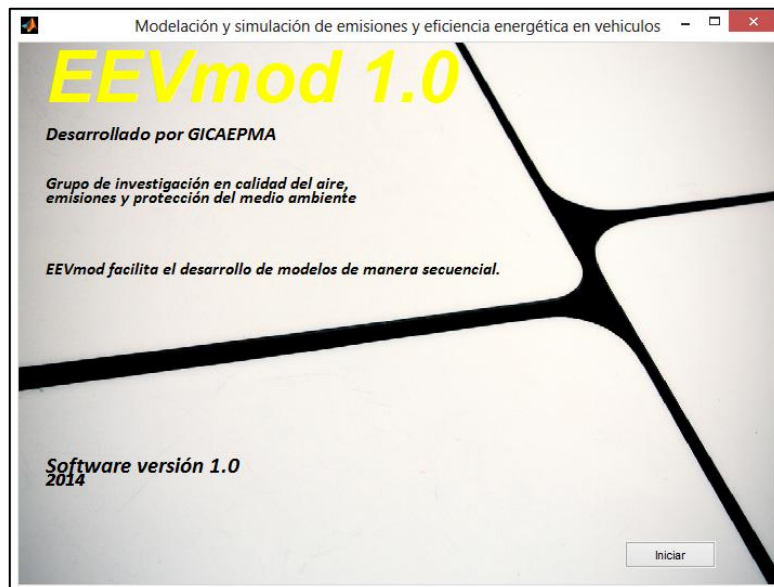 Modelación y simulación de emisiones y eficiencia energética en vehiculos
EEVmod 1.0
Desarrollado por GICAEPMA
Grupo de investigación en calidad del aire,
emisiones y protección del medio ambiente
EEVmod facilita el desarrollo de modelos de manera secuencial.
Software versión 1.0
2014
Iniciar